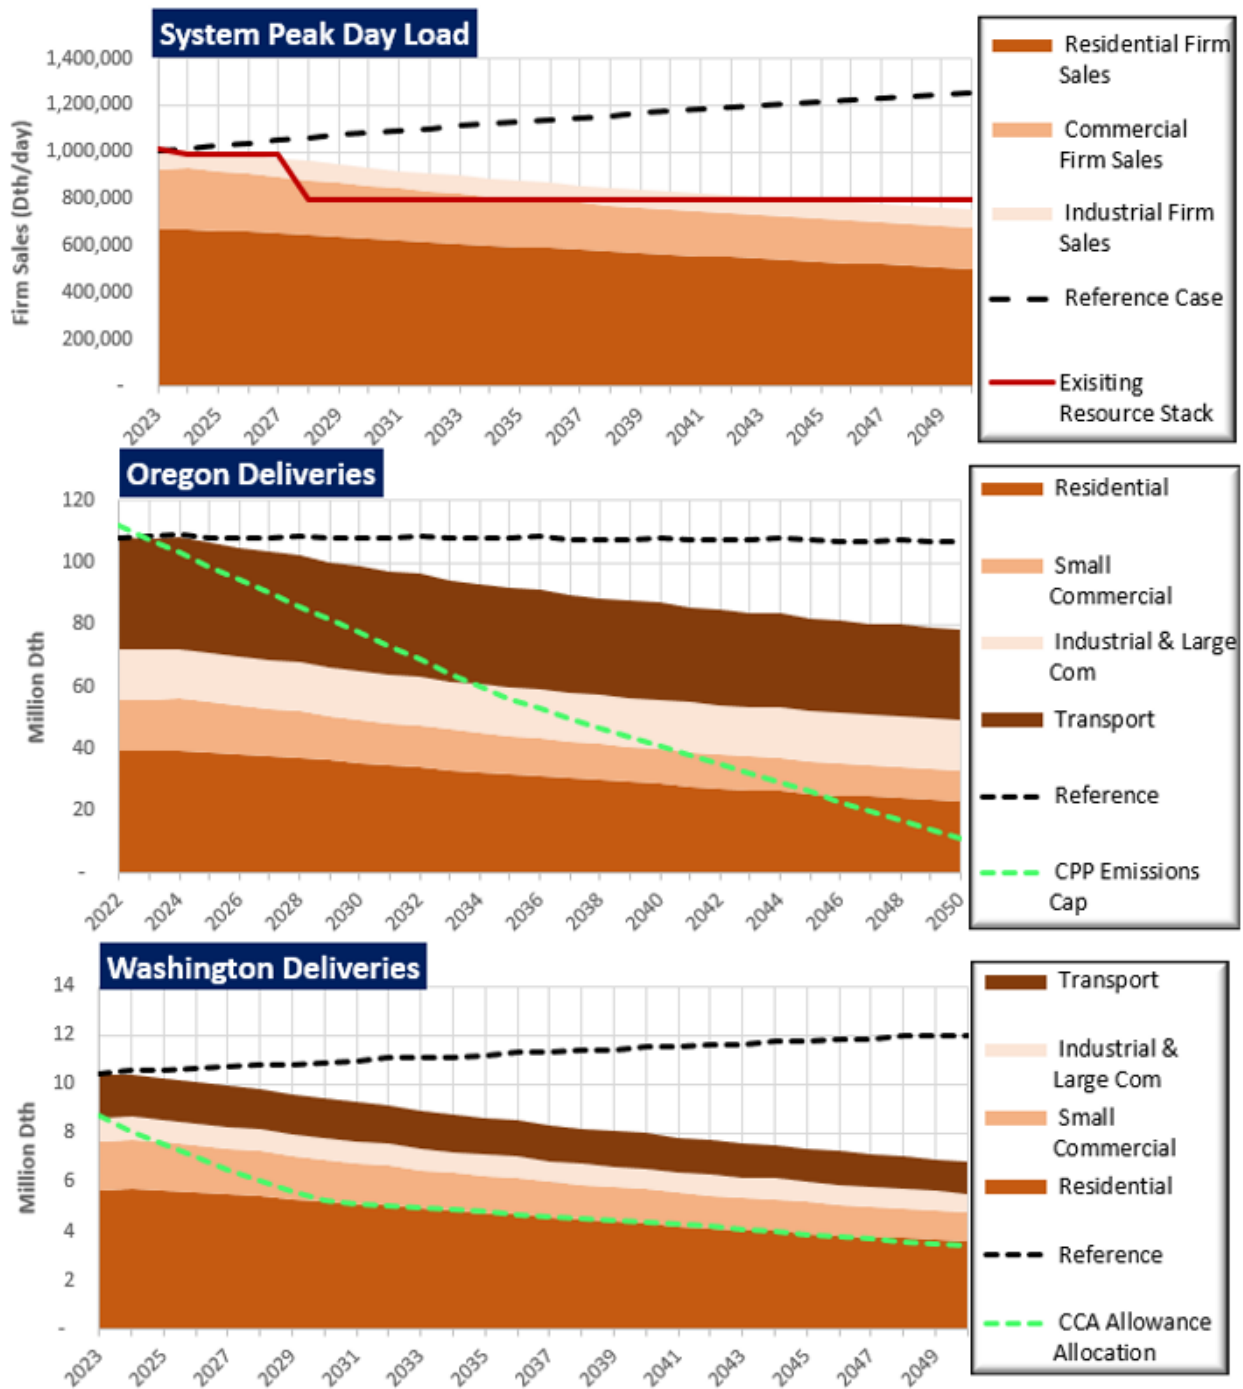 System Peak Day Load
Firm Sales (Dth/day)
1,400,000
1,200,000
1,000,000
800,000
600,000
400,000
200,000
-
2023
2025
2027
2029
2031
2033
2035
2037
2039
2041
2043
2045
2047
2049
Residential Firm
Sales
Commercial
Firm Sales
Industrial Firm
Sales
Reference Case
Exisiting
Resource Stack
Oregon Deliveries
Million Dth
120
100
80
60
40
20
-
2022
2024
2026
2028
2030
2032
2034
2036
2038
2040
2042
2044
2046
2048
2050
Residential
Small
Commercial
Industrial & Large
Com
Transport
Reference
CPP Emissions
Cap
Washington Deliveries
Million Dth
14
12
10
8
6
4
2
-
2023
2025
2027
2029
2031
2033
2035
2037
2039
2041
2043
2045
2047
2049
Transport
Industrial &
Large Com
Small
Commercial
Residential
Reference
CCA Allowance
Allocation